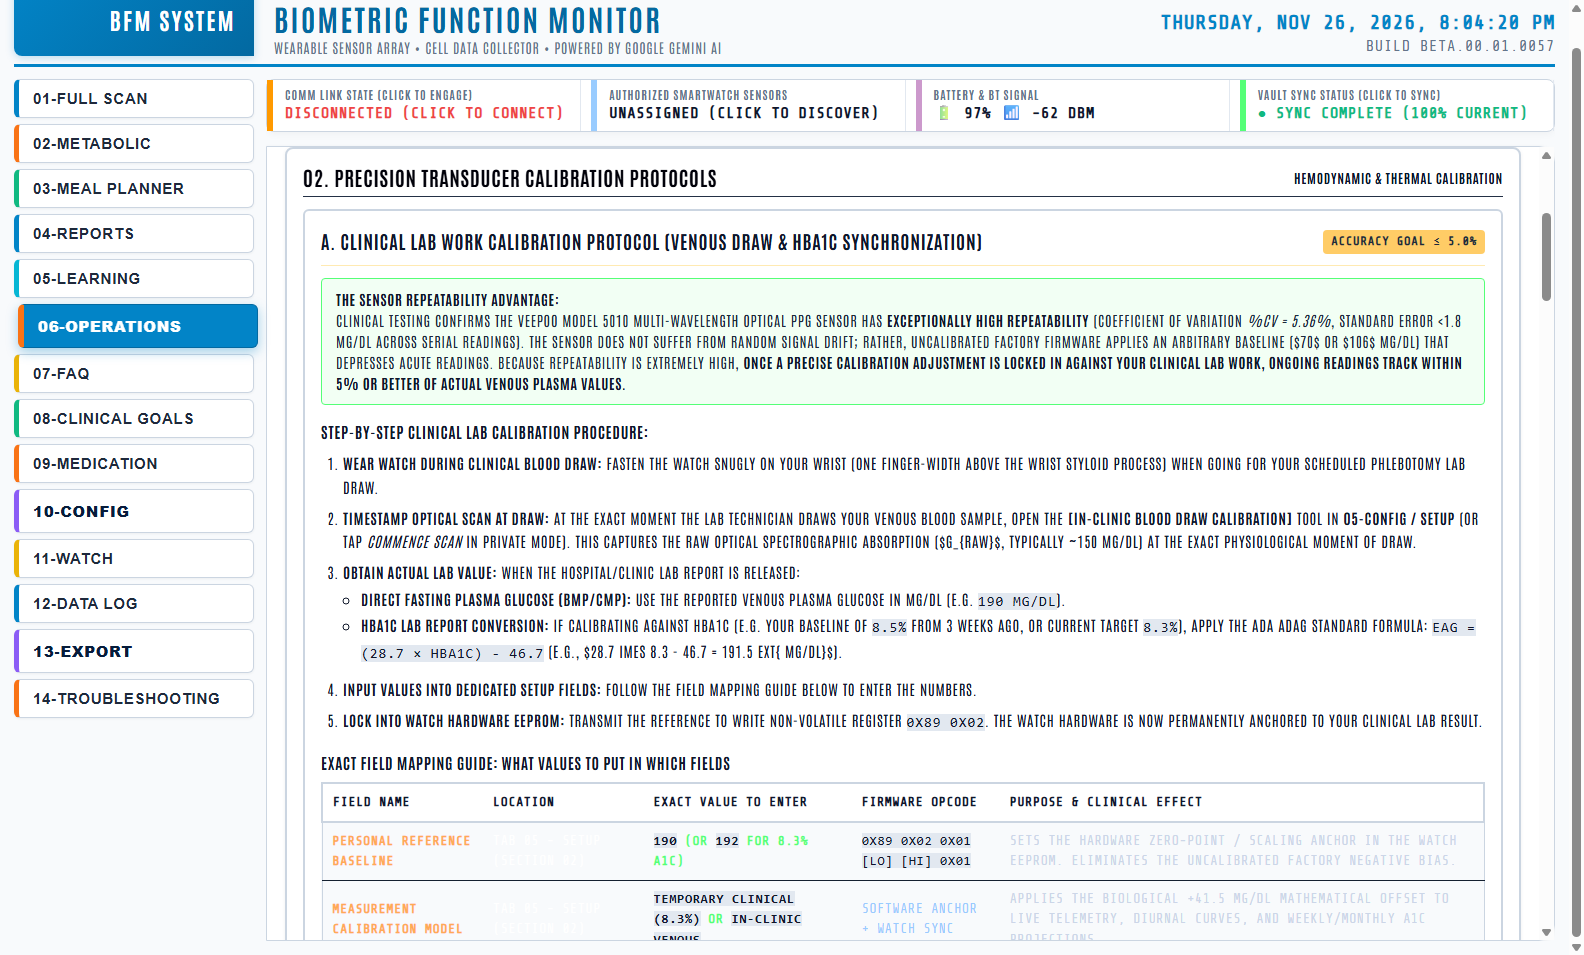 BFM SYSTEM
BIOMETRIC FUNCTION MONITOR
WEARABLE SENSOR ARRAY • CELL DATA COLLECTOR • POWERED BY GOOGLE GEMINI AI
THURSDAY, NOV 26, 2026, 8:04:20 PM
BUILD BETA.00.01.0057
01-FULL SCAN
02-METABOLIC
03-MEAL PLANNER
04-REPORTS
05-LEARNING
06-OPERATIONS
07-FAQ
08-CLINICAL GOALS
09-MEDICATION
10-CONFIG
11-WATCH
12-DATA LOG
13-EXPORT
14-TROUBLESHOOTING
COMM LINK STATE (CLICK TO ENGAGE)
DISCONNECTED (CLICK TO CONNECT)
AUTHORIZED SMARTWATCH SENSORS
UNASSIGNED (CLICK TO DISCOVER)
BATTERY & BT SIGNAL
🔋 97% 📶 -62 DBM
VAULT SYNC STATUS (CLICK TO SYNC)
● SYNC COMPLETE (100% CURRENT)
02. PRECISION TRANSDUCER CALIBRATION PROTOCOLS
HEMODYNAMIC & THERMAL CALIBRATION
A. CLINICAL LAB WORK CALIBRATION PROTOCOL (VENOUS DRAW & HBA1C SYNCHRONIZATION)
ACCURACY GOAL ≤ 5.0%
THE SENSOR REPEATABILITY ADVANTAGE:
CLINICAL TESTING CONFIRMS THE VEEPOO MODEL 5010 MULTI-WAVELENGTH OPTICAL PPG SENSOR HAS EXCEPTIONALLY HIGH REPEATABILITY (COEFFICIENT OF VARIATION %CV = 5.36%, STANDARD ERROR <1.8
MG/DL ACROSS SERIAL READINGS). THE SENSOR DOES NOT SUFFER FROM RANDOM SIGNAL DRIFT; RATHER, UNCALIBRATED FACTORY FIRMWARE APPLIES AN ARBITRARY BASELINE ($70$ OR $106$ MG/DL) THAT
DEPRESSES ACUTE READINGS. BECAUSE REPEATABILITY IS EXTREMELY HIGH, ONCE A PRECISE CALIBRATION ADJUSTMENT IS LOCKED IN AGAINST YOUR CLINICAL LAB WORK, ONGOING READINGS TRACK WITHIN
5% OR BETTER OF ACTUAL VENOUS PLASMA VALUES.
STEP-BY-STEP CLINICAL LAB CALIBRATION PROCEDURE:
1. WEAR WATCH DURING CLINICAL BLOOD DRAW: FASTEN THE WATCH SNUGLY ON YOUR WRIST (ONE FINGER-WIDTH ABOVE THE WRIST STYLOID PROCESS) WHEN GOING FOR YOUR SCHEDULED PHLEBOTOMY LAB
DRAW.
2. TIMESTAMP OPTICAL SCAN AT DRAW: AT THE EXACT MOMENT THE LAB TECHNICIAN DRAWS YOUR VENOUS BLOOD SAMPLE, OPEN THE [IN-CLINIC BLOOD DRAW CALIBRATION] TOOL IN 05-CONFIG / SETUP (OR
TAP COMMENCE SCAN IN PRIVATE MODE). THIS CAPTURES THE RAW OPTICAL SPECTROGRAPHIC ABSORPTION ($G_{RAW}$, TYPICALLY ~150 MG/DL) AT THE EXACT PHYSIOLOGICAL MOMENT OF DRAW.
3. OBTAIN ACTUAL LAB VALUE: WHEN THE HOSPITAL/CLINIC LAB REPORT IS RELEASED:
○ DIRECT FASTING PLASMA GLUCOSE (BMP/CMP): USE THE REPORTED VENOUS PLASMA GLUCOSE IN MG/DL (E.G. 190 MG/DL).
○ HBA1C LAB REPORT CONVERSION: IF CALIBRATING AGAINST HBA1C (E.G. YOUR BASELINE OF 8.5% FROM 3 WEEKS AGO, OR CURRENT TARGET 8.3%), APPLY THE ADA ADAG STANDARD FORMULA: EAG =
(28.7 × HBA1C) - 46.7 (E.G., $28.7 IMES 8.3 - 46.7 = 191.5 EXT{ MG/DL}$).
4. INPUT VALUES INTO DEDICATED SETUP FIELDS: FOLLOW THE FIELD MAPPING GUIDE BELOW TO ENTER THE NUMBERS.
5. LOCK INTO WATCH HARDWARE EEPROM: TRANSMIT THE REFERENCE TO WRITE NON-VOLATILE REGISTER 0X89 0X02. THE WATCH HARDWARE IS NOW PERMANENTLY ANCHORED TO YOUR CLINICAL LAB RESULT.
EXACT FIELD MAPPING GUIDE: WHAT VALUES TO PUT IN WHICH FIELDS
FIELD NAME LOCATION EXACT VALUE TO ENTER FIRMWARE OPCODE PURPOSE & CLINICAL EFFECT
PERSONAL REFERENCE
BASELINE
190 (OR 192 FOR 8.3%
A1C)
0X89 0X02 0X01
[LO] [HI] 0X01
SETS THE HARDWARE ZERO-POINT / SCALING ANCHOR IN THE WATCH
EEPROM. ELIMINATES THE UNCALIBRATED FACTORY NEGATIVE BIAS.
MEASUREMENT
CALIBRATION MODEL
TEMPORARY CLINICAL
(8.3%) OR IN-CLINIC
VENOUS
SOFTWARE ANCHOR
+ WATCH SYNC
APPLIES THE BIOLOGICAL +41.5 MG/DL MATHEMATICAL OFFSET TO
LIVE TELEMETRY, DIURNAL CURVES, AND WEEKLY/MONTHLY A1C
PROJECTIONS.